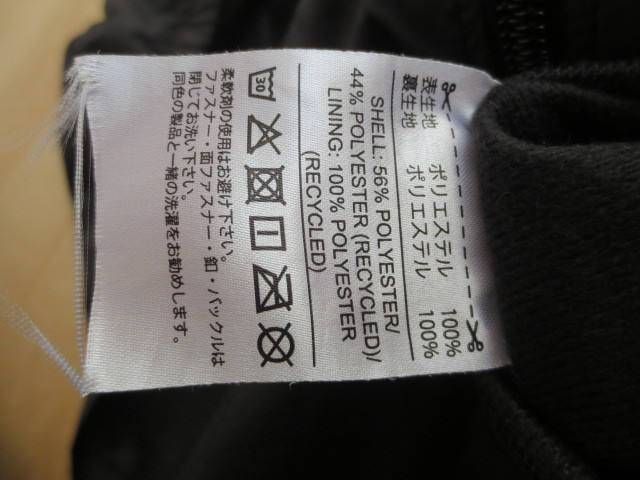 表生地 ポリエステル 100%
裏生地 ポリエステル 100%
SHELL: 56% POLYESTER/
44% POLYESTER (RECYCLED)/
LINING: 100% POLYESTER
(RECYCLED)
30
柔軟剤の使用はお避け下さい。
ファスナー・面ファスナー・釦・バックルは
閉じてお洗い下さい。
同色の製品と一緒の洗濯をお勧めします。